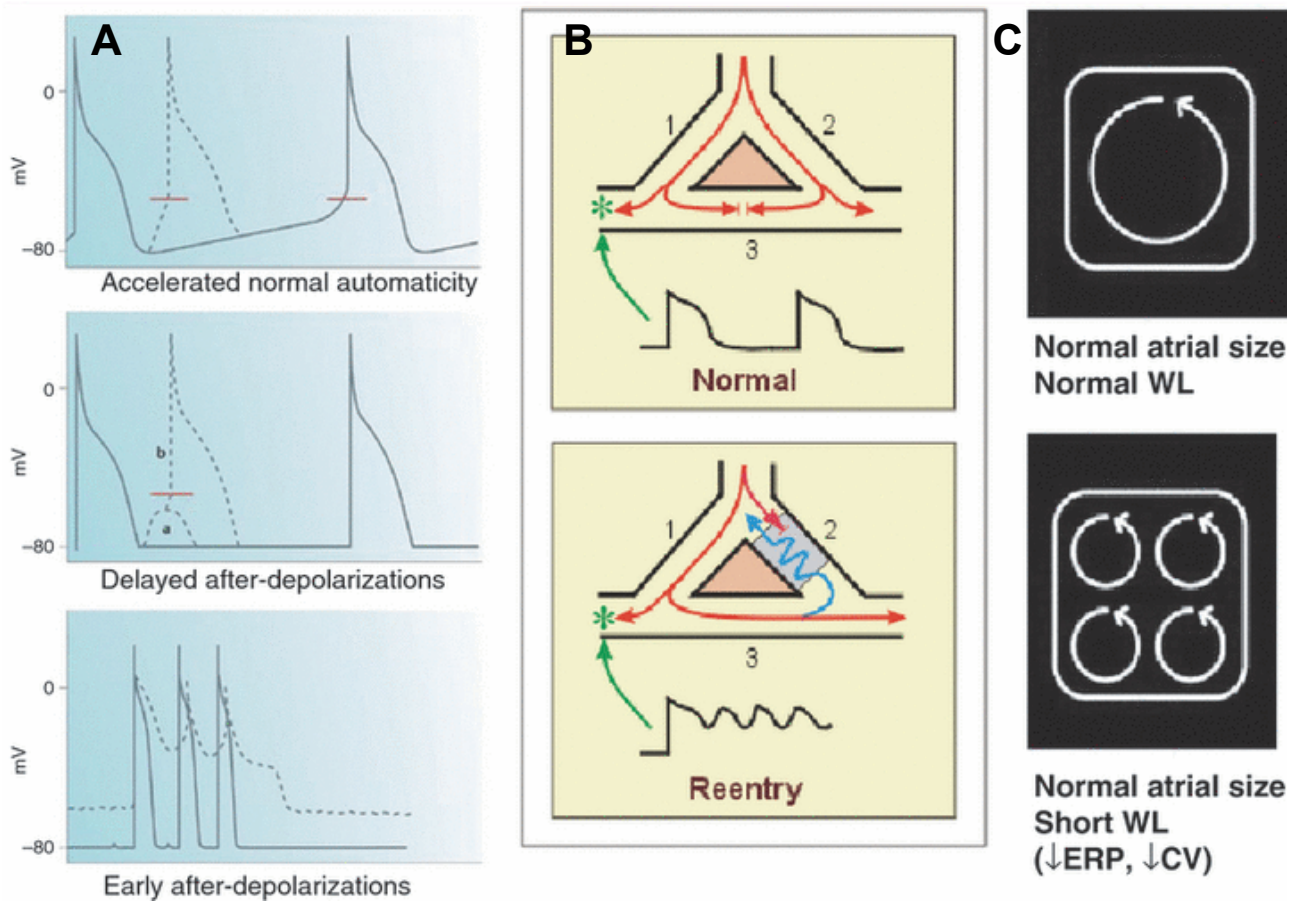 A
0
mV
–80
Accelerated normal automaticity
0
mV
b
a
–80
Delayed after-depolarizations
0
mV
–80
Early after-depolarizations
B
1
2
*
3
Normal
1
2
*
3
Reentry
C
Normal atrial size
Normal WL
Normal atrial size
Short WL
(↓ERP, ↓CV)